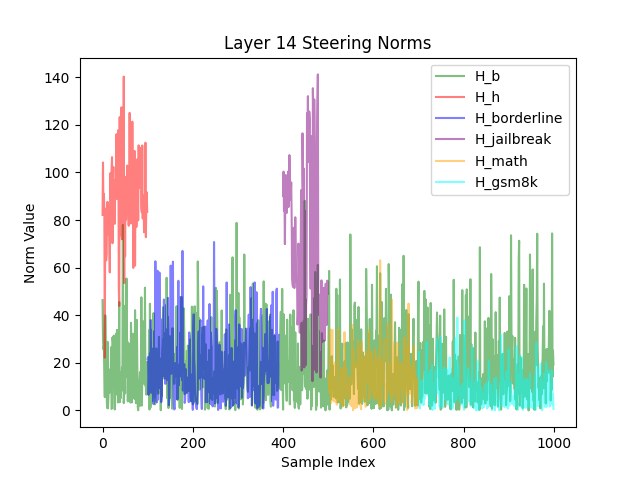 Layer 14 Steering Norms
Norm Value
140
120
100
80
60
40
20
0
H_b
H_h
H_borderline
H_jailbreak
H_math
H_gsm8k
0 200 400 600 800 1000
Sample Index